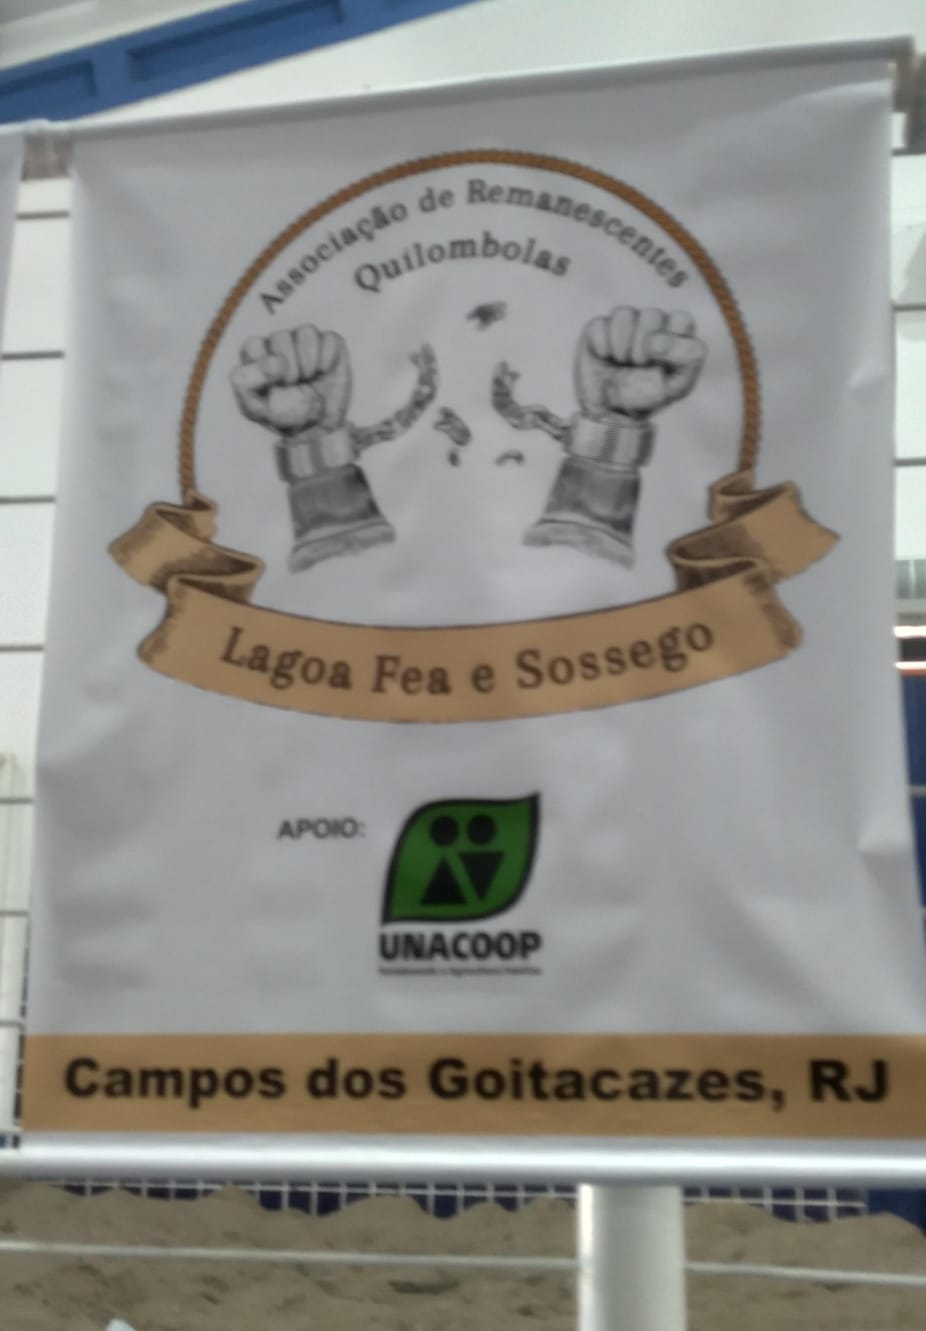 Associação de Remanescentes
Quilombolas
Lagoa Fea e Sossego
APOIO:
UNACOOP
Campos dos Goitacazes, RJ